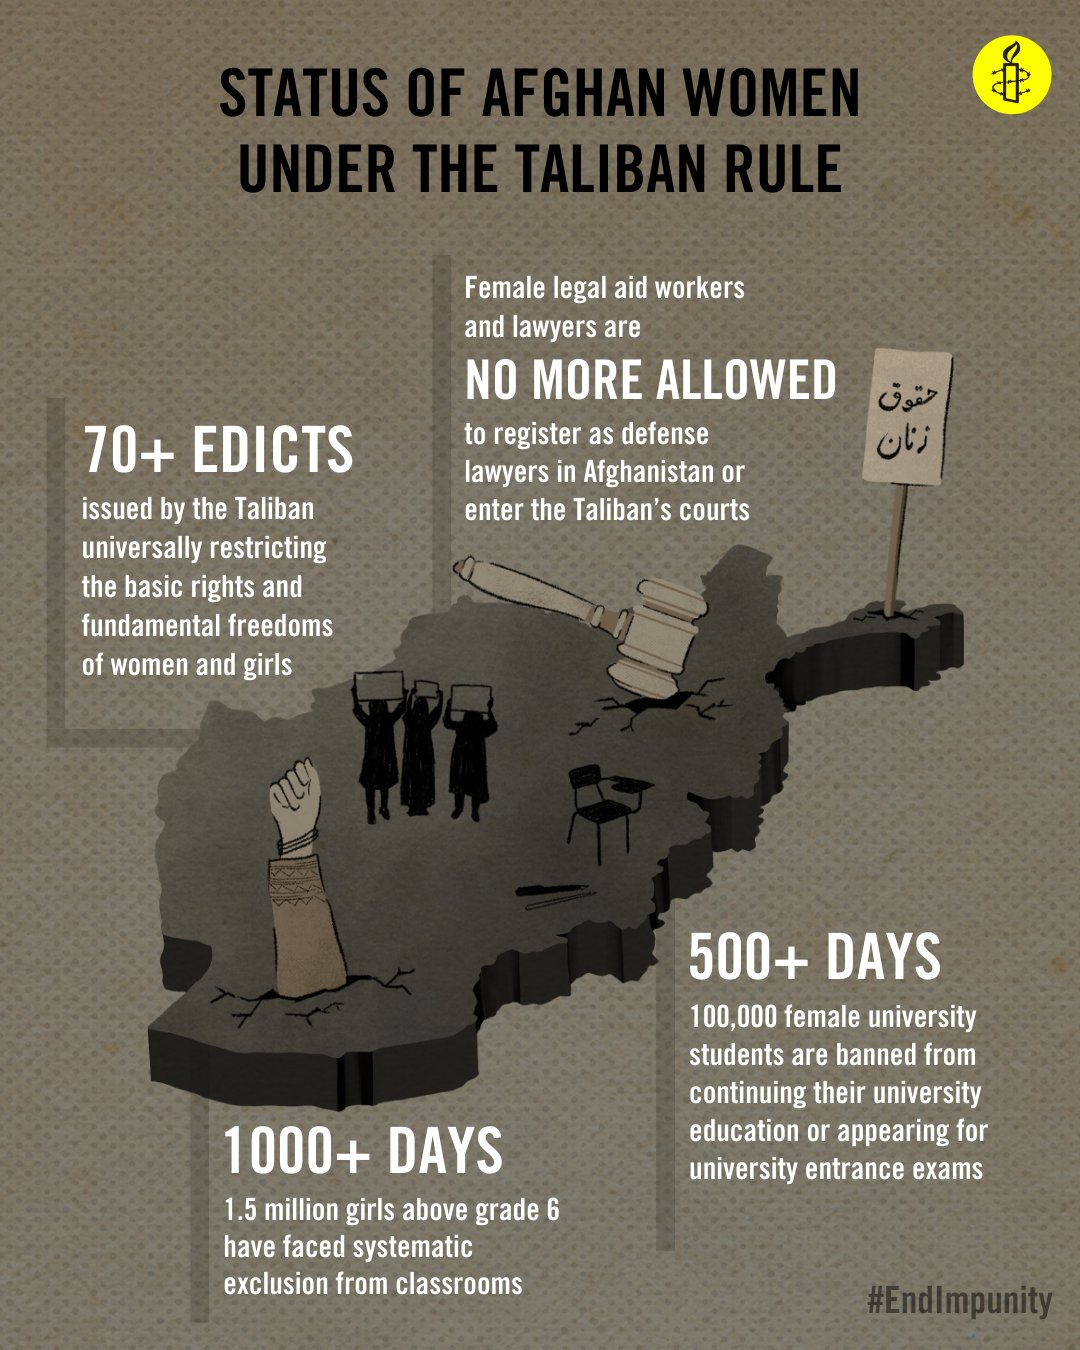 STATUS OF AFGHAN WOMEN
UNDER THE TALIBAN RULE
Female legal aid workers
and lawyers are
NO MORE ALLOWED
to register as defense
lawyers in Afghanistan or
enter the Taliban’s courts
حقوق
زنان
70+ EDICTS
issued by the Taliban
universally restricting
the basic rights and
fundamental freedoms
of women and girls
500+ DAYS
100,000 female university
students are banned from
continuing their university
education or appearing for
university entrance exams
1000+ DAYS
1.5 million girls above grade 6
have faced systematic
exclusion from classrooms
#EndImpunity